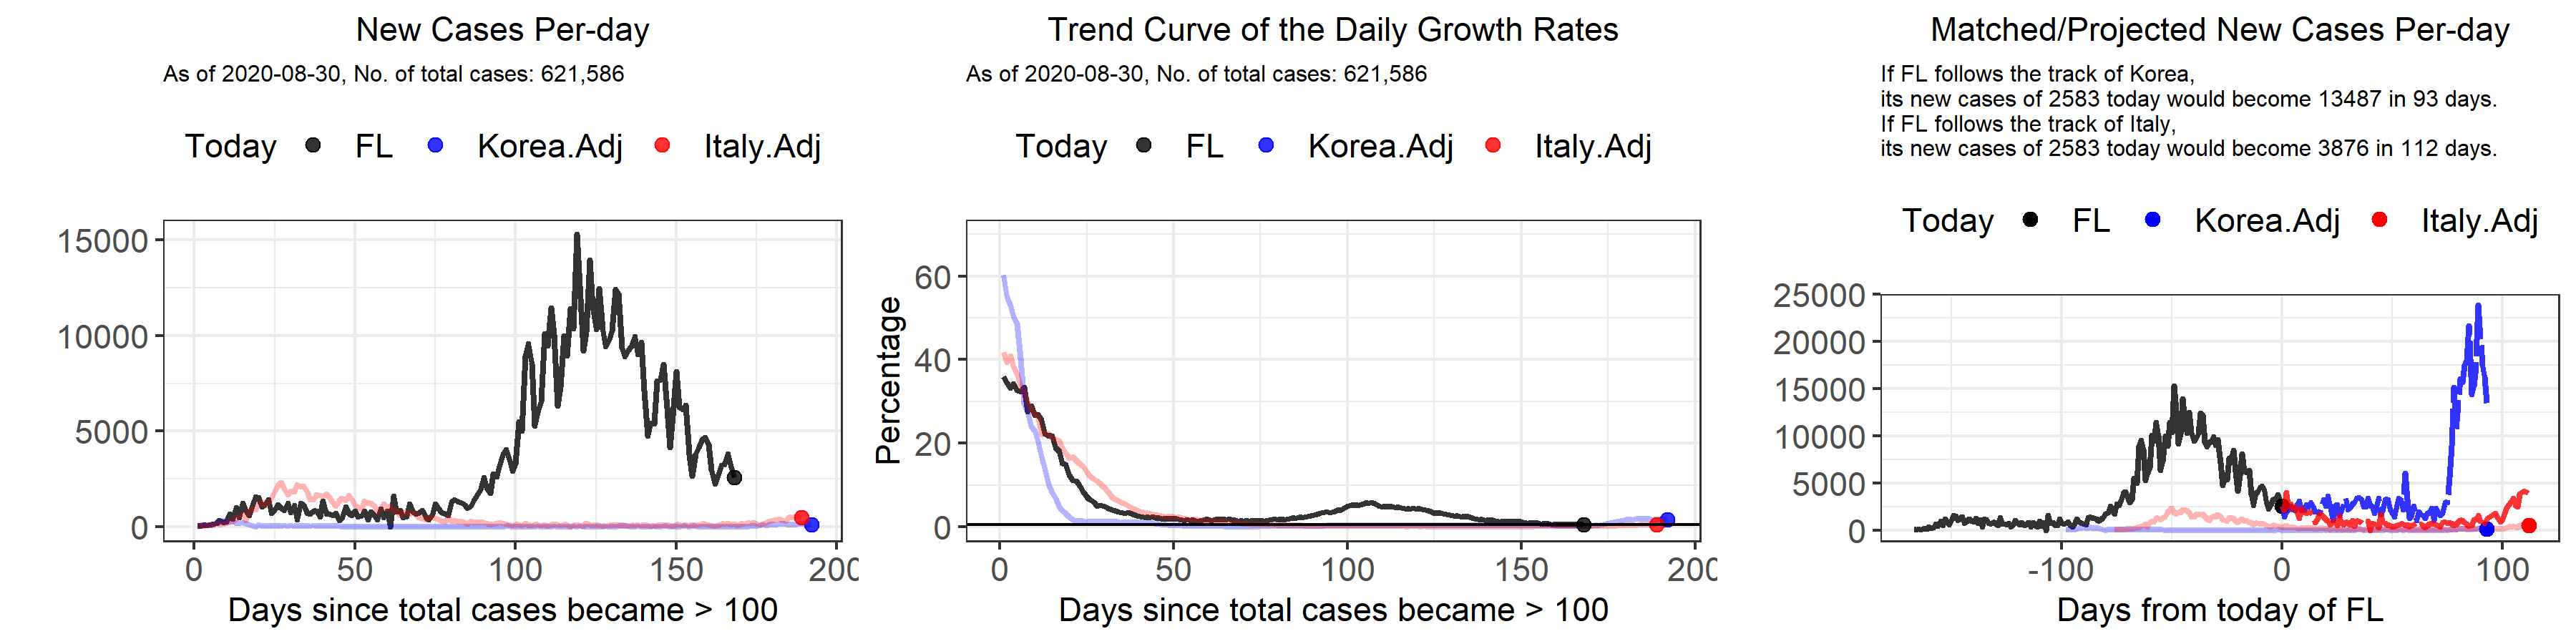 New Cases Per-day
As of 2020-08-30, No. of total cases: 621,586
Today FL Korea.Adj Italy.Adj
15000
10000
5000
0
0 50 100 150 200
Days since total cases became > 100
Trend Curve of the Daily Growth Rates
As of 2020-08-30, No. of total cases: 621,586
Today FL Korea.Adj Italy.Adj
Percentage
60
40
20
0
0 50 100 150 200
Days since total cases became > 100
Matched/Projected New Cases Per-day
If FL follows the track of Korea,
its new cases of 2583 today would become 13487 in 93 days.
If FL follows the track of Italy,
its new cases of 2583 today would become 3876 in 112 days.
Today FL Korea.Adj Italy.Adj
25000
20000
15000
10000
5000
0
-100 0 100
Days from today of FL